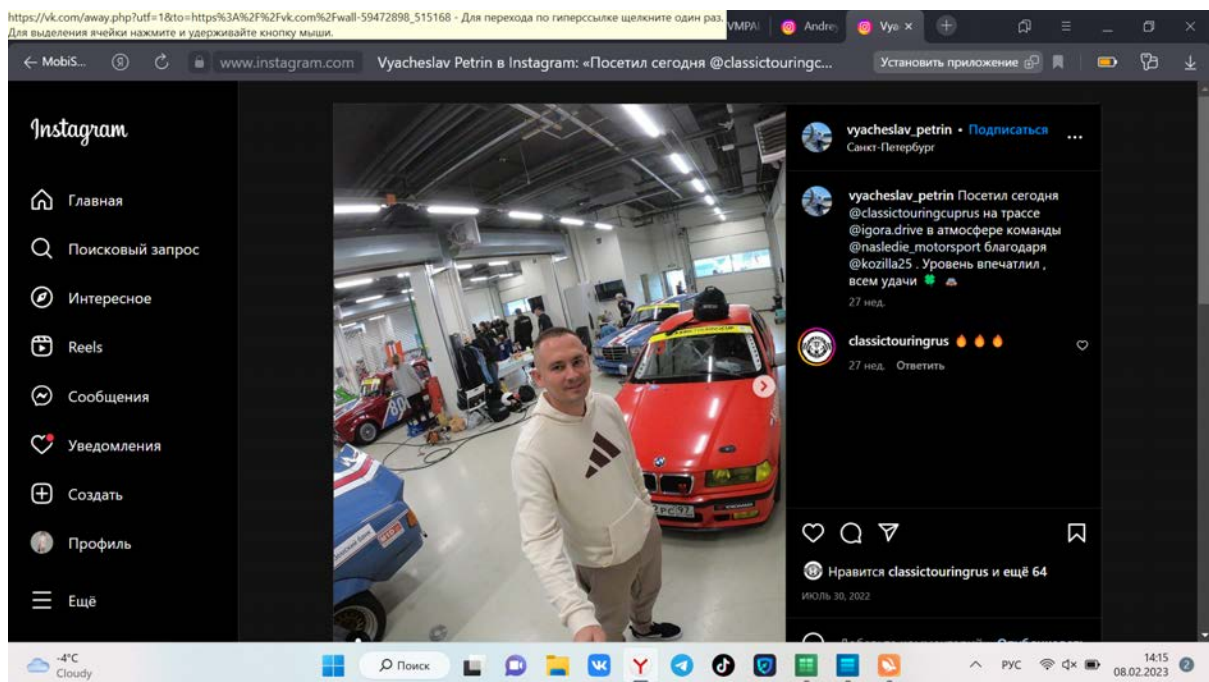 https://vk.com/away.php?utf=1&to=https%3A%2F%2Fvk.com%2Fwall-59472898_515168 - Для перехода по гиперссылке щелкните один раз.
Для выделения ячейки нажмите и удерживайте кнопку мыши.
VMPA
Andre
Vya
← MobiS...
www.instagram.com
Vyacheslav Petrin в Instagram: «Посетил сегодня @classictouringc...
Установить приложение
Instagram
Главная
Поисковый запрос
Интересное
Reels
Сообщения
Уведомления
Создать
Профиль
Ещё
vyacheslav_petrin • Подписаться
Санкт-Петербург
vyacheslav_petrin Посетил сегодня
@classictouringcuprus на трассе
@igora.drive в атмосфере команды
@nasledie_motorsport благодаря
@kozilla25 . Уровень впечатлил ,
всем удачи 🍀 🚘
27 нед.
classictouringrus 🔥 🔥 🔥
27 нед. Ответить
Нравится classictouringrus и ещё 64
ИЮЛЬ 30, 2022
80
-4°C
Cloudy
Поиск
РУС
14:15
08.02.2023
2